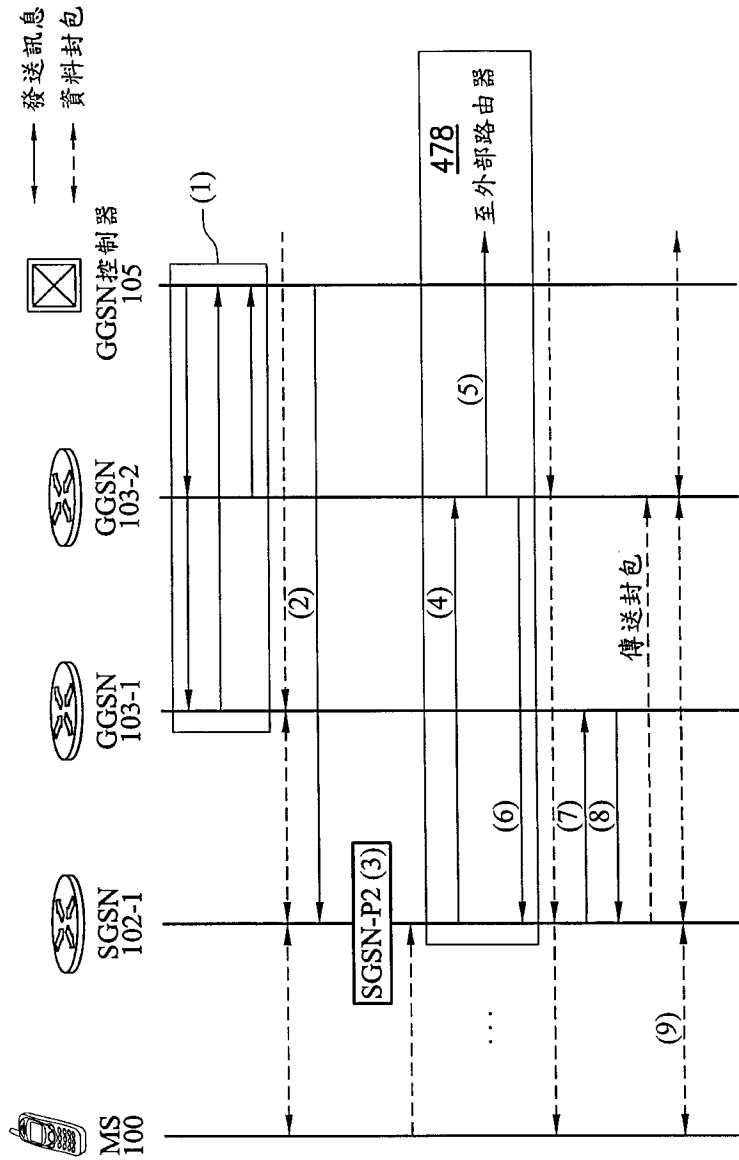 發送訊息
資料封包
MS
100
SGSN
102-1
GGSN
103-1
GGSN
103-2
GGSN控制器
105
(1)
(2)
SGSN-P2 (3)
478
至外部路由器
(4)
(5)
(6)
(7)
(8)
傳送封包
...
(9)